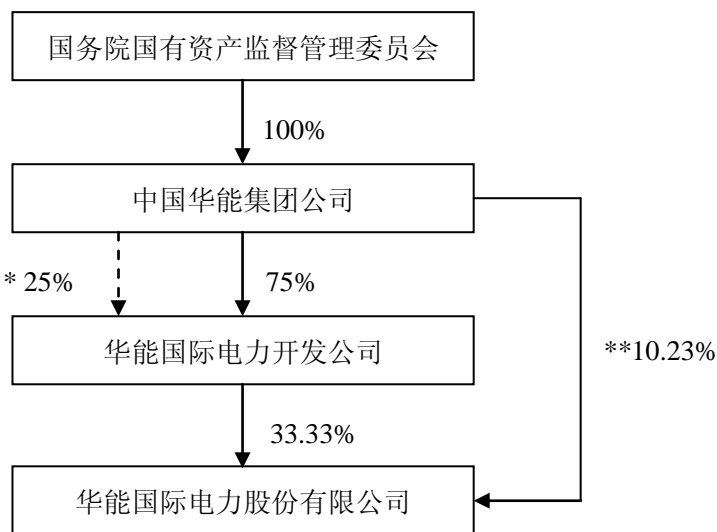 国务院国有资产监督管理委员会
100%
中国华能集团公司
* 25%
75%
华能国际电力开发公司
**10.23%
33.33%
华能国际电力股份有限公司